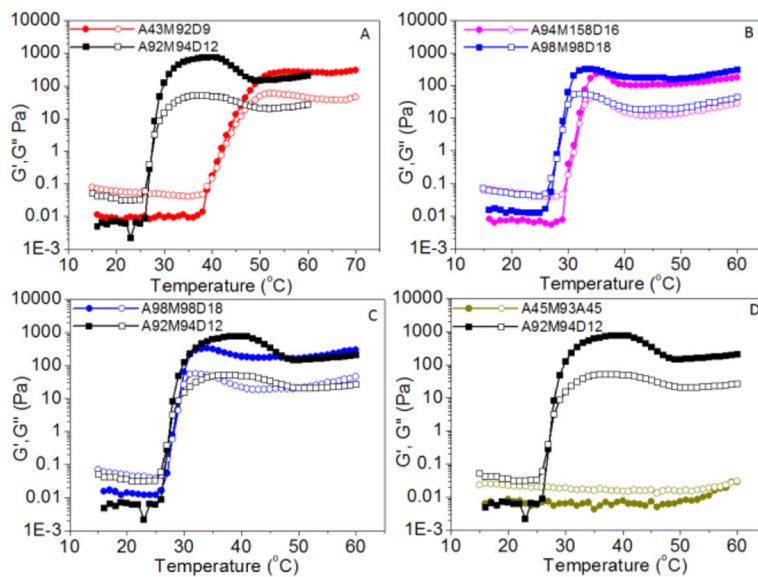 10000
1000
100
10
1
0.1
0.01
1E-3
G',G'' Pa)
A43M92D9
A92M94D12
A
10 20 30 40 50 60 70
Temperature (°C)
10000
1000
100
10
1
0.1
0.01
1E-3
G',G'' (Pa)
A94M158D16
A98M98D18
B
10 20 30 40 50 60
Temperature (°C)
10000
1000
100
10
1
0.1
0.01
1E-3
G', G'' (Pa)
A98M98D18
A92M94D12
C
10 20 30 40 50 60
Temperature (°C)
10000
1000
100
10
1
0.1
0.01
1E-3
G', G'' (Pa)
A45M93A45
A92M94D12
D
10 20 30 40 50 60
Temperature (°C)